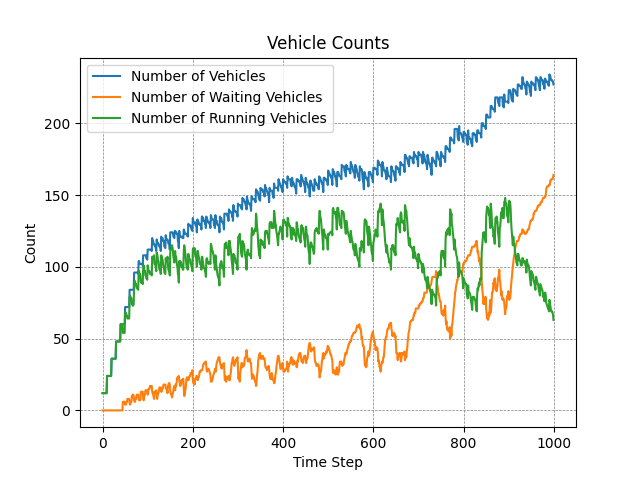 Vehicle Counts
Number of Vehicles
Number of Waiting Vehicles
Number of Running Vehicles
200
150
100
50
0
Count
0 200 400 600 800 1000
Time Step